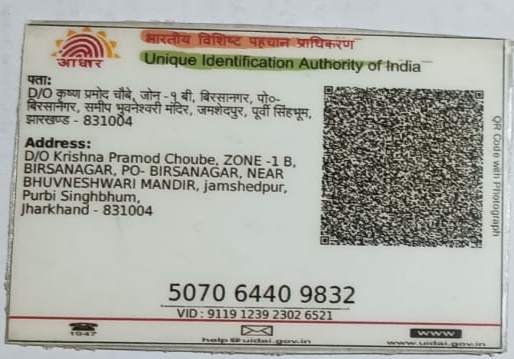 भारतीय विशिष्ट पहचान प्राधिकरण
आधार
Unique Identification Authority of India
पता:
D/O कृष्ण प्रमोद चौबे, जोन -१ बी, बिरसानगर, पो०-
बिरसानगर, समीप भुवनेश्वरी मंदिर, जमशेदपुर, पूर्वी सिंहभूम,
झारखण्ड - 831004
Address:
D/O Krishna Pramod Choube, ZONE -1 B,
BIRSANAGAR, PO- BIRSANAGAR, NEAR
BHUVNESHWARI MANDIR, jamshedpur,
Purbi Singhbhum,
Jharkhand - 831004
QR Code with Photograph
5070 6440 9832
VID : 9119 1239 2302 6521
1947
help@uidai.gov.in
WWW
www.uidai.gov.in